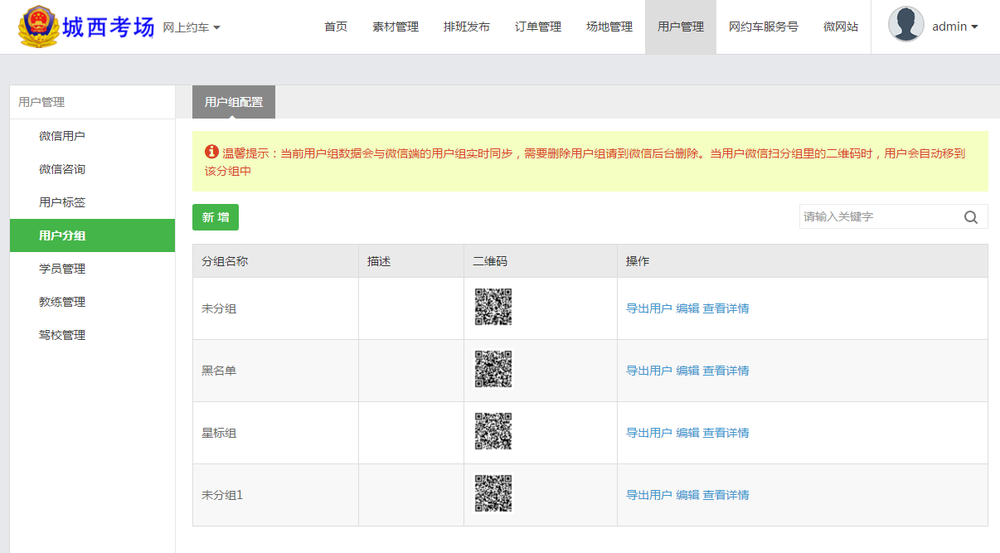 城西考场 网上约车 首页 素材管理 排班发布 订单管理 场地管理 用户管理 网约车服务号 微网站 admin
用户管理
微信用户
微信咨询
用户标签
用户分组
学员管理
教练管理
驾校管理
用户组配置
温馨提示：当前用户组数据会与微信端的用户组实时同步，需要删除用户组请到微信后台删除。当用户微信扫分组里的二维码时，用户会自动移到
该分组中
新 增 请输入关键字
分组名称 描述 二维码 操作
未分组 导出用户 编辑 查看详情
黑名单 导出用户 编辑 查看详情
星标组 导出用户 编辑 查看详情
未分组1 导出用户 编辑 查看详情